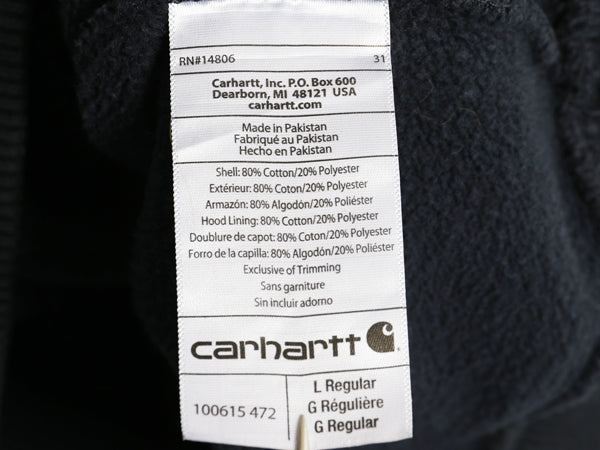 RN#14806 31
Carhartt, Inc. P.O. Box 600
Dearborn, MI 48121 USA
carhartt.com
Made in Pakistan
Fabriqué au Pakistan
Hecho en Pakistan
Shell: 80% Cotton/20% Polyester
Extérieur: 80% Coton/20% Polyester
Armazón: 80% Algodón/20% Poliéster
Hood Lining: 80% Cotton/20% Polyester
Doublure de capot: 80% Coton/20% Polyester
Forro de la capilla: 80% Algodón/20% Poliéster
Exclusive of Trimming
Sans garniture
Sin incluir adorno
carhartt
100615 472
L Regular
G Régulière
G Regular